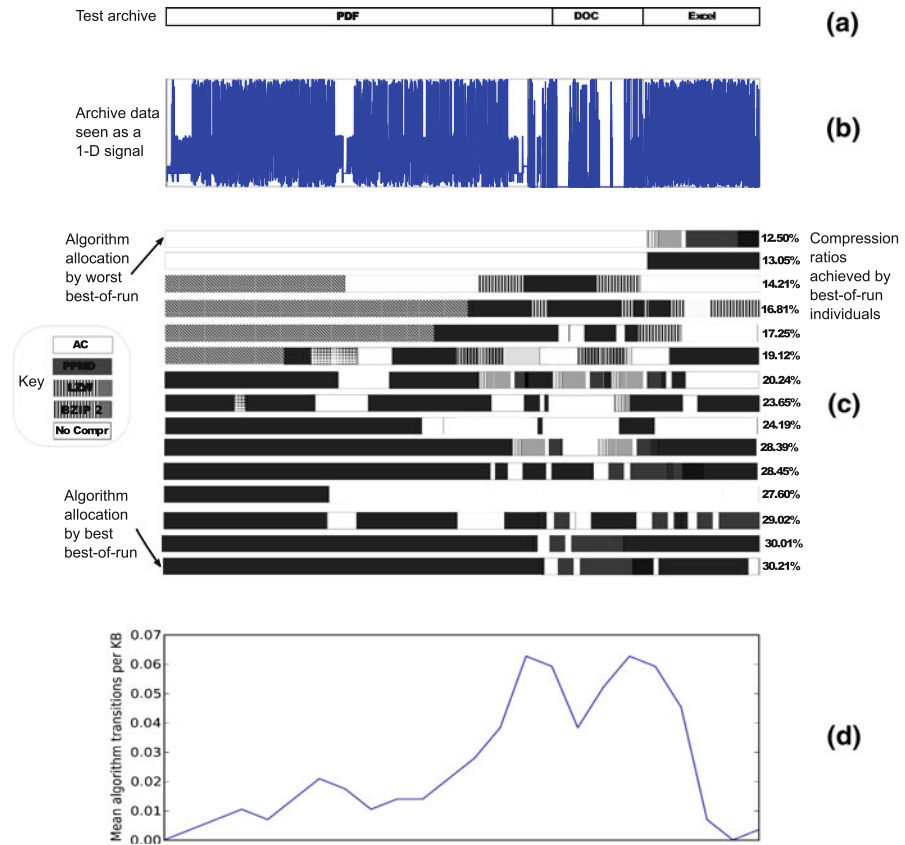 Test archive
PDF
DOC
Excel
(a)
Archive data
seen as a
1-D signal
(b)
Algorithm
allocation
by worst
best-of-run
12.50%
13.05%
14.21%
16.81%
17.25%
19.12%
20.24%
23.65%
24.19%
28.39%
28.45%
27.60%
29.02%
30.01%
30.21%
Compression
ratios
achieved by
best-of-run
individuals
Key
AC
PPMD
LZW
BZIP 2
No Compr
(c)
Algorithm
allocation
by best
best-of-run
Mean algorithm transitions per KB
0.07
0.06
0.05
0.04
0.03
0.02
0.01
0.00
(d)